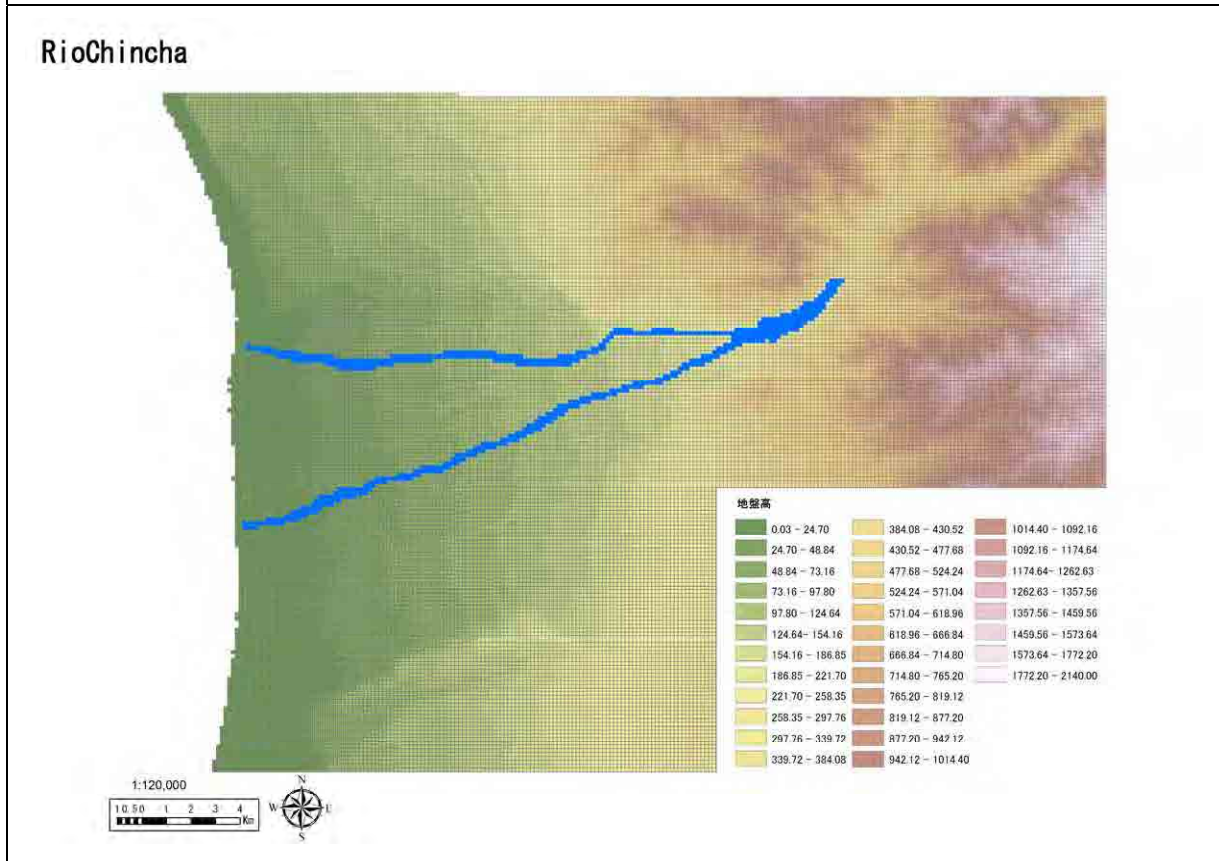 RioChincha
地盤高
0.03 - 24.70
24.70 - 48.84
48.84 - 73.16
73.16 - 97.80
97.80 - 124.64
124.64- 154.16
154.16 - 186.85
186.85 - 221.70
221.70 - 258.35
258.35 - 297.76
297.76 - 339.72
339.72 - 384.08
384.08 - 430.52
430.52 - 477.68
477.68 - 524.24
524.24 - 571.04
571.04 - 618.96
618.96 - 666.84
666.84 - 714.80
714.80 - 765.20
765.20 - 819.12
819.12 - 877.20
877.20 - 942.12
942.12 - 1014.40
1014.40 - 1092.16
1092.16 - 1174.64
1174.64- 1262.63
1262.63 - 1357.56
1357.56 - 1459.56
1459.56 - 1573.64
1573.64 - 1772.20
1772.20 - 2140.00
1:120,000
1 0.5 0 1 2 3 4
Km
N
W E
S